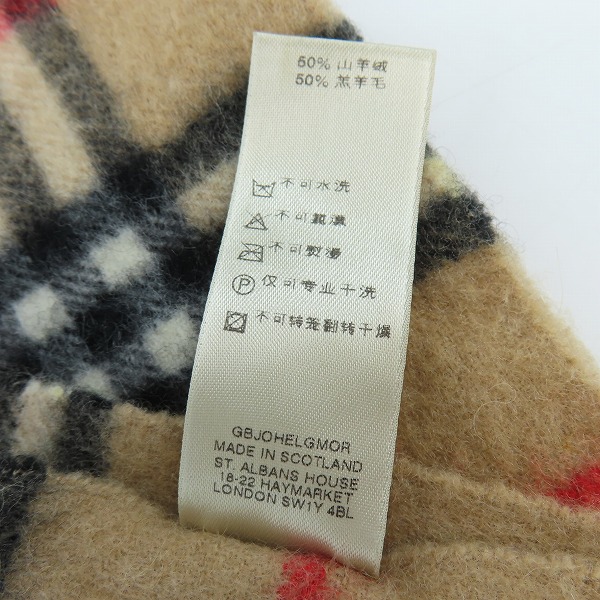 50% 山羊绒
50% 羔羊毛
不可水洗
不可漂漂
不可熨烫
P 仅可专业干洗
不可转笼翻转干燥
GBJOHELGMOR
MADE IN SCOTLAND
ST. ALBANS HOUSE
18-22 HAYMARKET
LONDON SW1Y 4BL